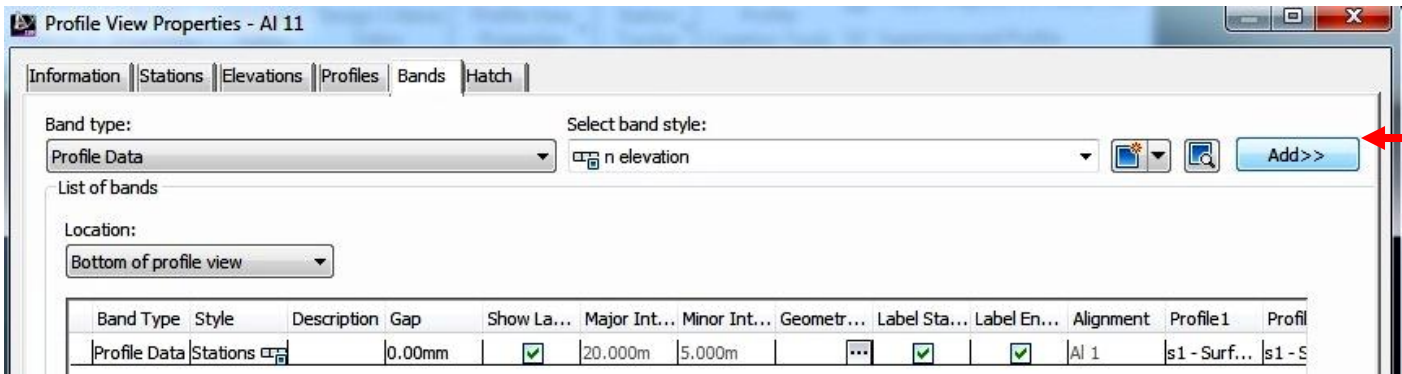 Profile View Properties - Al 11
Information Stations Elevations Profiles Bands Hatch
Band type: Select band style:
Profile Data n elevation Add>>
List of bands
Location:
Bottom of profile view
Band Type Style Description Gap Show La... Major Int... Minor Int... Geometr... Label Sta... Label En... Alignment Profile1 Profil
Profile Data Stations 0.00mm 20.000m 5.000m ... Al 1 s1 - Surf... s1 - S